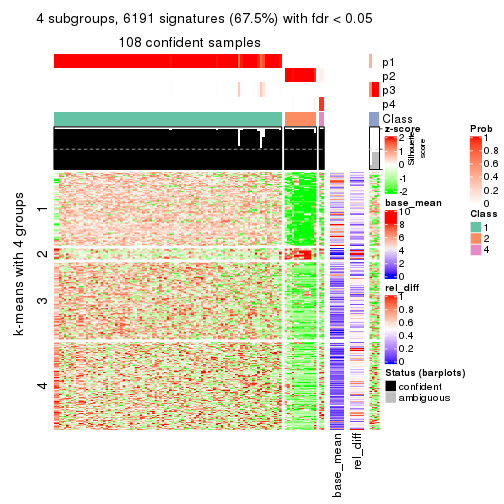 4 subgroups, 6191 signatures (67.5%) with fdr < 0.05
108 confident samples
p1
p2
p3
p4
Class
Silhouette
score
k-means with 4 groups
1
2
3
4
base_mean
rel_diff
z-score
2
1
0
-1
-2
base_mean
10
8
6
4
2
0
rel_diff
1
0.8
0.6
0.4
0.2
0
Status (barplots)
confident
ambiguous
Prob
1
0.8
0.6
0.4
0.2
0
Class
1
2
4